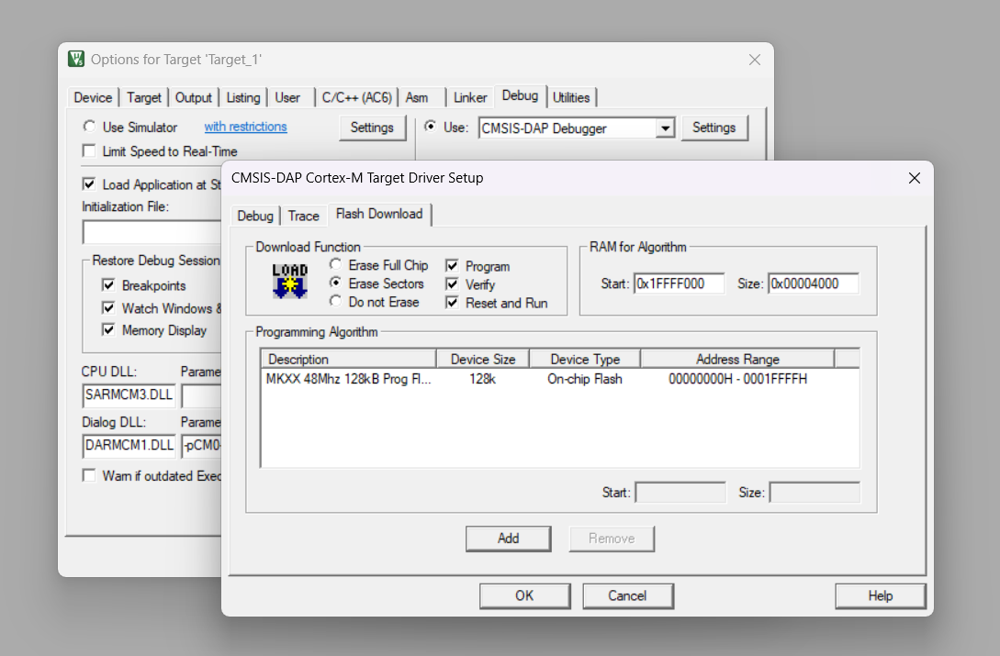 Options for Target 'Target_1'
Device Target Output Listing User C/C++ (AC6) Asm Linker Debug Utilities
Use Simulator with restrictions Settings Use: CMSIS-DAP Debugger Settings
Limit Speed to Real-Time
Load Application at St
Initialization File:
Restore Debug Session
Breakpoints
Watch Windows &
Memory Display
CPU DLL: Parame
SARMCM3.DLL
Dialog DLL: Parame
DARMCM1.DLL -pCM0-
Warn if outdated Exec
CMSIS-DAP Cortex-M Target Driver Setup
Debug Trace Flash Download
Download Function
LOAD
Erase Full Chip Program
Erase Sectors Verify
Do not Erase Reset and Run
RAM for Algorithm
Start: 0x1FFFF000 Size: 0x00004000
Programming Algorithm
Description Device Size Device Type Address Range
MKXX 48Mhz 128kB Prog Fl... 128k On-chip Flash 00000000H - 0001FFFFH
Start: Size:
Add Remove
OK Cancel Help